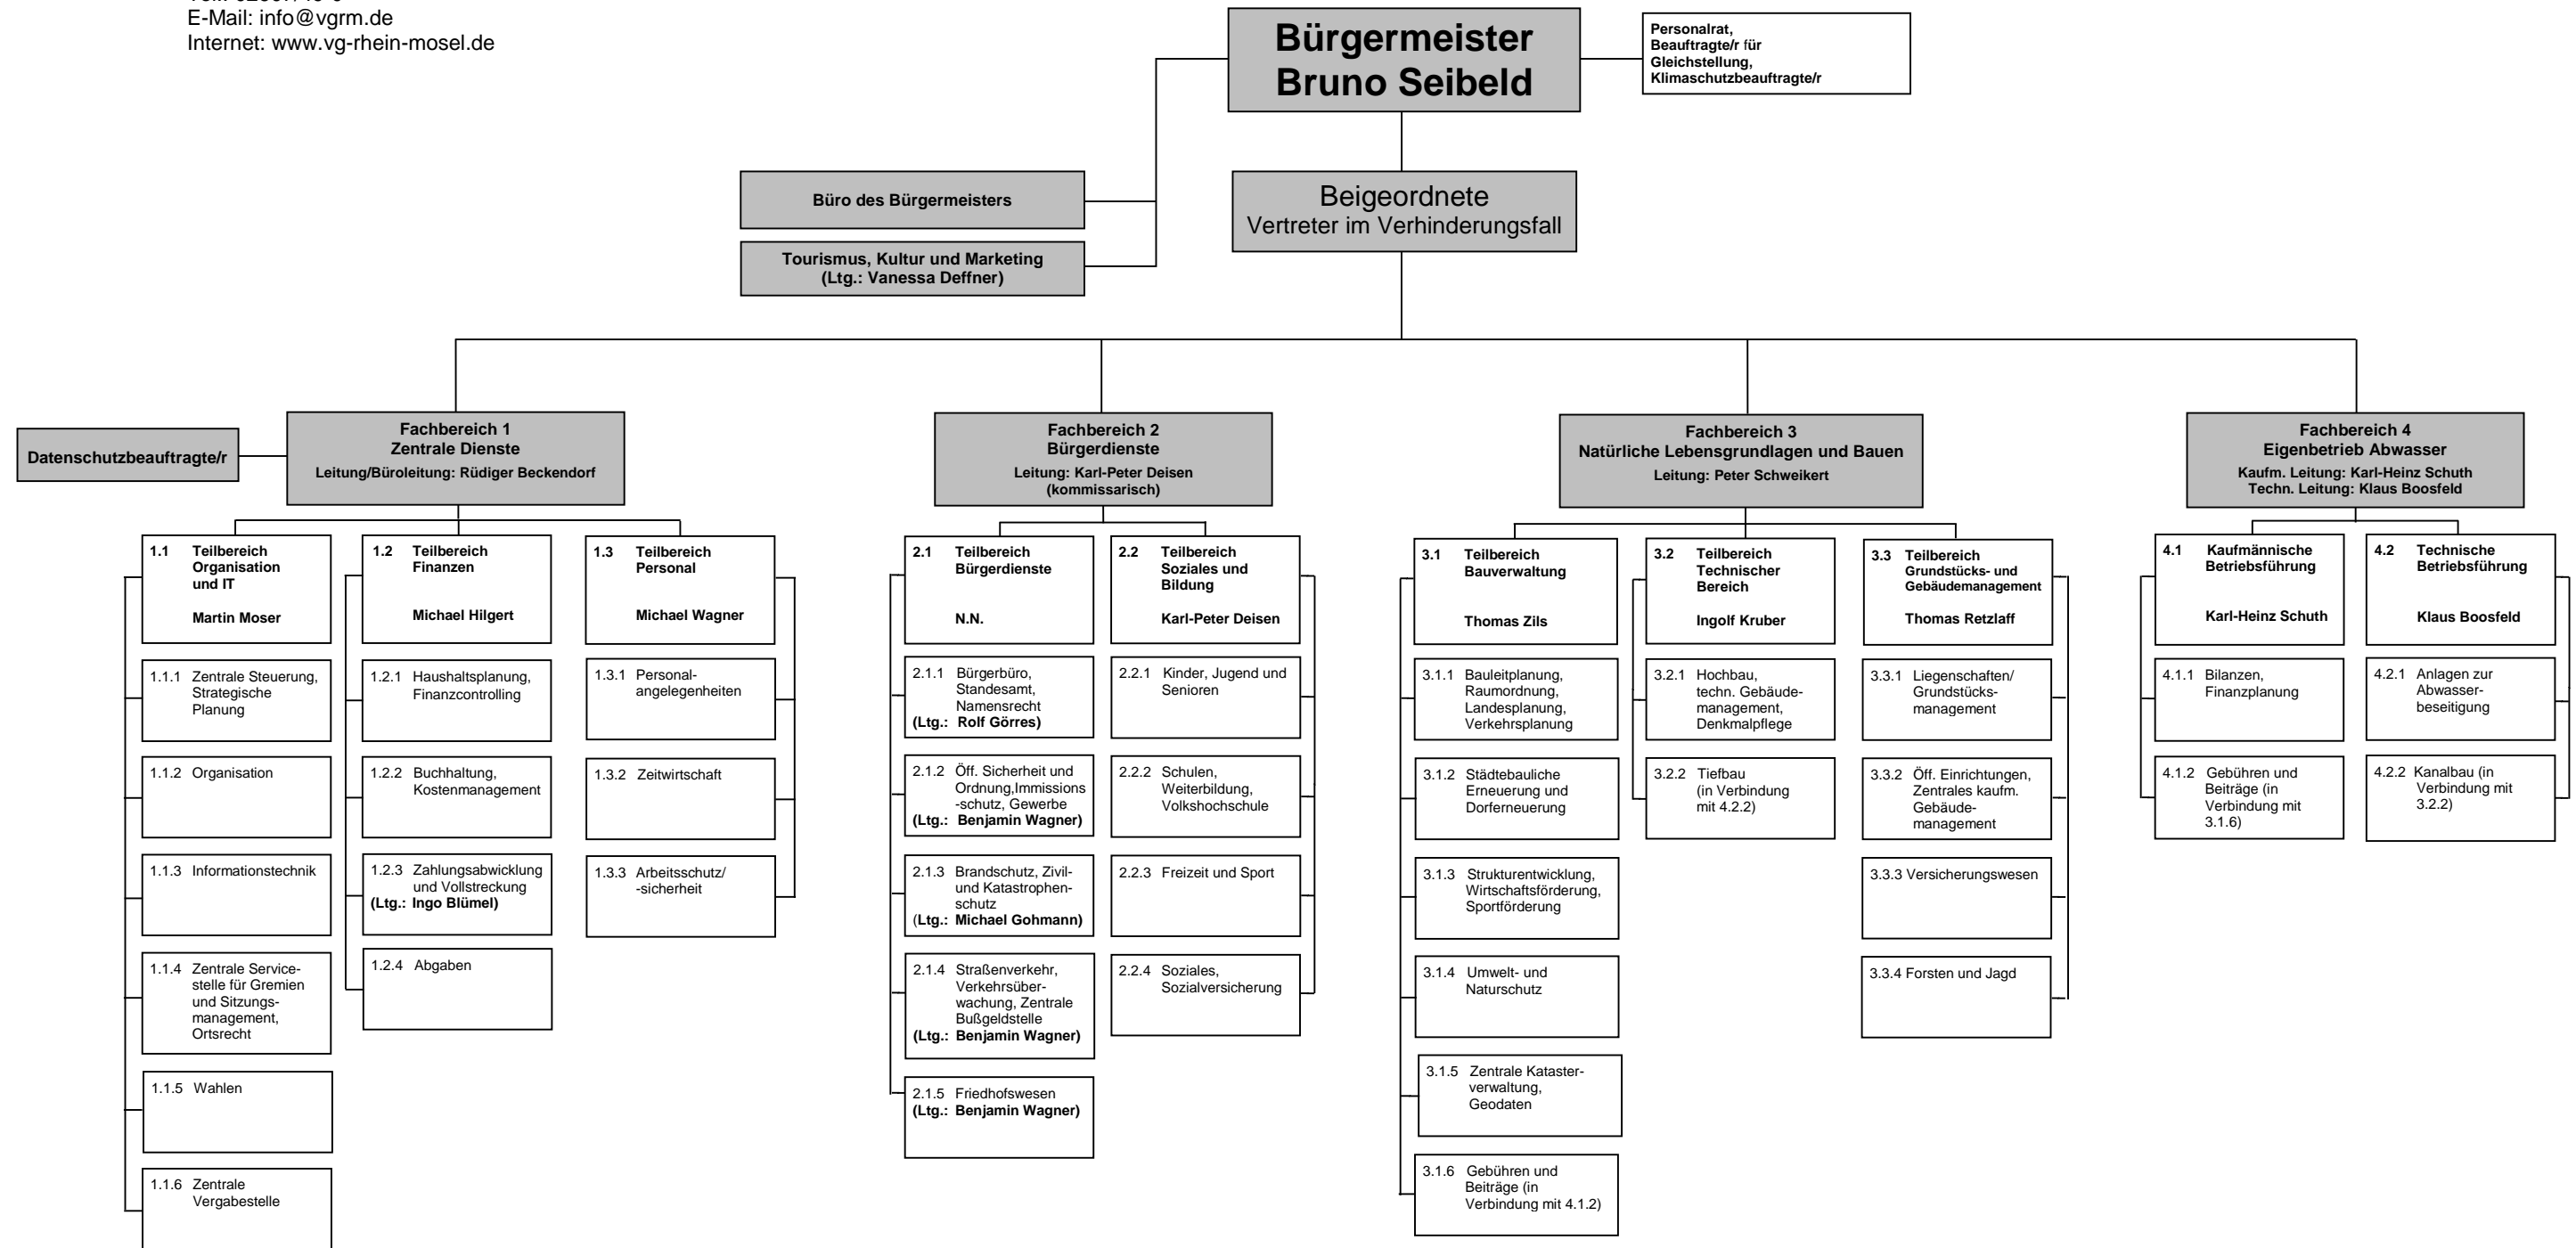 E-Mail: info@vgrm.de
Internet: www.vg-rhein-mosel.de
Bürgermeister
Bruno Seibeld
Personalrat,
Beauftragte/r für
Gleichstellung,
Klimaschutzbeauftragte/r
Büro des Bürgermeisters
Beigeordnete
Vertreter im Verhinderungsfall
Tourismus, Kultur und Marketing
(Ltg.: Vanessa Deffner)
Datenschutzbeauftragte/r
Fachbereich 1
Zentrale Dienste
Leitung/Büroleitung: Rüdiger Beckendorf
Fachbereich 2
Bürgerdienste
Leitung: Karl-Peter Deisen
(kommissarisch)
Fachbereich 3
Natürliche Lebensgrundlagen und Bauen
Leitung: Peter Schweikert
Fachbereich 4
Eigenbetrieb Abwasser
Kaufm. Leitung: Karl-Heinz Schuth
Techn. Leitung: Klaus Boosfeld
1.1 Teilbereich
Organisation
und IT
Martin Moser
1.1.1 Zentrale Steuerung,
Strategische
Planung
1.1.2 Organisation
1.1.3 Informationstechnik
1.1.4 Zentrale Service-
stelle für Gremien
und Sitzungs-
management,
Ortsrecht
1.1.5 Wahlen
1.1.6 Zentrale
Vergabestelle
1.2 Teilbereich
Finanzen
Michael Hilgert
1.2.1 Haushaltsplanung,
Finanzcontrolling
1.2.2 Buchhaltung,
Kostenmanagement
1.2.3 Zahlungsabwicklung
und Vollstreckung
(Ltg.: Ingo Blümel)
1.2.4 Abgaben
1.3 Teilbereich
Personal
Michael Wagner
1.3.1 Personal-
angelegenheiten
1.3.2 Zeitwirtschaft
1.3.3 Arbeitsschutz/
-sicherheit
2.1 Teilbereich
Bürgerdienste
N.N.
2.1.1 Bürgerbüro,
Standesamt,
Namensrecht
(Ltg.: Rolf Görres)
2.1.2 Öff. Sicherheit und
Ordnung,Immissions
-schutz, Gewerbe
(Ltg.: Benjamin Wagner)
2.1.3 Brandschutz, Zivil-
und Katastrophen-
schutz
(Ltg.: Michael Gohmann)
2.1.4 Straßenverkehr,
Verkehrsüber-
wachung, Zentrale
Bußgeldstelle
(Ltg.: Benjamin Wagner)
2.1.5 Friedhofswesen
(Ltg.: Benjamin Wagner)
2.2 Teilbereich
Soziales und
Bildung
Karl-Peter Deisen
2.2.1 Kinder, Jugend und
Senioren
2.2.2 Schulen,
Weiterbildung,
Volkshochschule
2.2.3 Freizeit und Sport
2.2.4 Soziales,
Sozialversicherung
3.1 Teilbereich
Bauverwaltung
Thomas Zils
3.1.1 Bauleitplanung,
Raumordnung,
Landesplanung,
Verkehrsplanung
3.1.2 Städtebauliche
Erneuerung und
Dorferneuerung
3.1.3 Strukturentwicklung,
Wirtschaftsförderung,
Sportförderung
3.1.4 Umwelt- und
Naturschutz
3.1.5 Zentrale Kataster-
verwaltung,
Geodaten
3.1.6 Gebühren und
Beiträge (in
Verbindung mit 4.1.2)
3.2 Teilbereich
Technischer
Bereich
Ingolf Kruber
3.2.1 Hochbau,
techn. Gebäude-
management,
Denkmalpflege
3.2.2 Tiefbau
(in Verbindung
mit 4.2.2)
3.3 Teilbereich
Grundstücks- und
Gebäudemanagement
Thomas Retzlaff
3.3.1 Liegenschaften/
Grundstücks-
management
3.3.2 Öff. Einrichtungen,
Zentrales kaufm.
Gebäude-
management
3.3.3 Versicherungswesen
3.3.4 Forsten und Jagd
4.1 Kaufmännische
Betriebsführung
Karl-Heinz Schuth
4.1.1 Bilanzen,
Finanzplanung
4.1.2 Gebühren und
Beiträge (in
Verbindung mit
3.1.6)
4.2 Technische
Betriebsführung
Klaus Boosfeld
4.2.1 Anlagen zur
Abwasser-
beseitigung
4.2.2 Kanalbau (in
Verbindung mit
3.2.2)